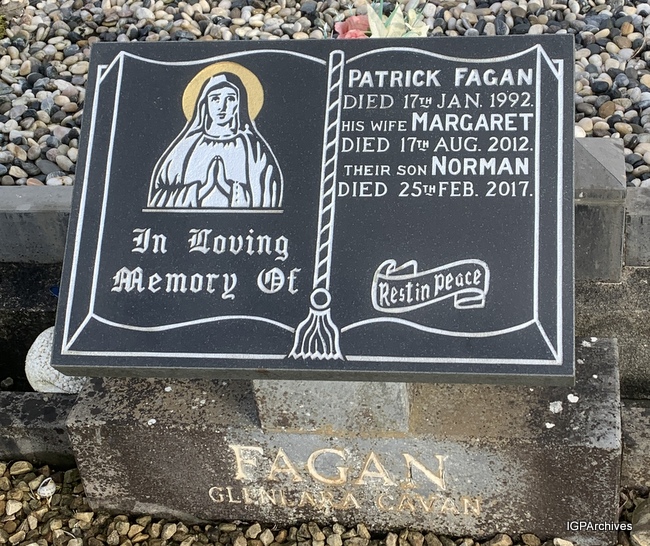 In Loving
Memory Of
PATRICK FAGAN
DIED 17TH JAN. 1992.
HIS WIFE MARGARET
DIED 17TH AUG. 2012.
THEIR SON NORMAN
DIED 25TH FEB. 2017.
Rest in Peace
FAGAN
GLENLARA CAVAN
IGPArchives